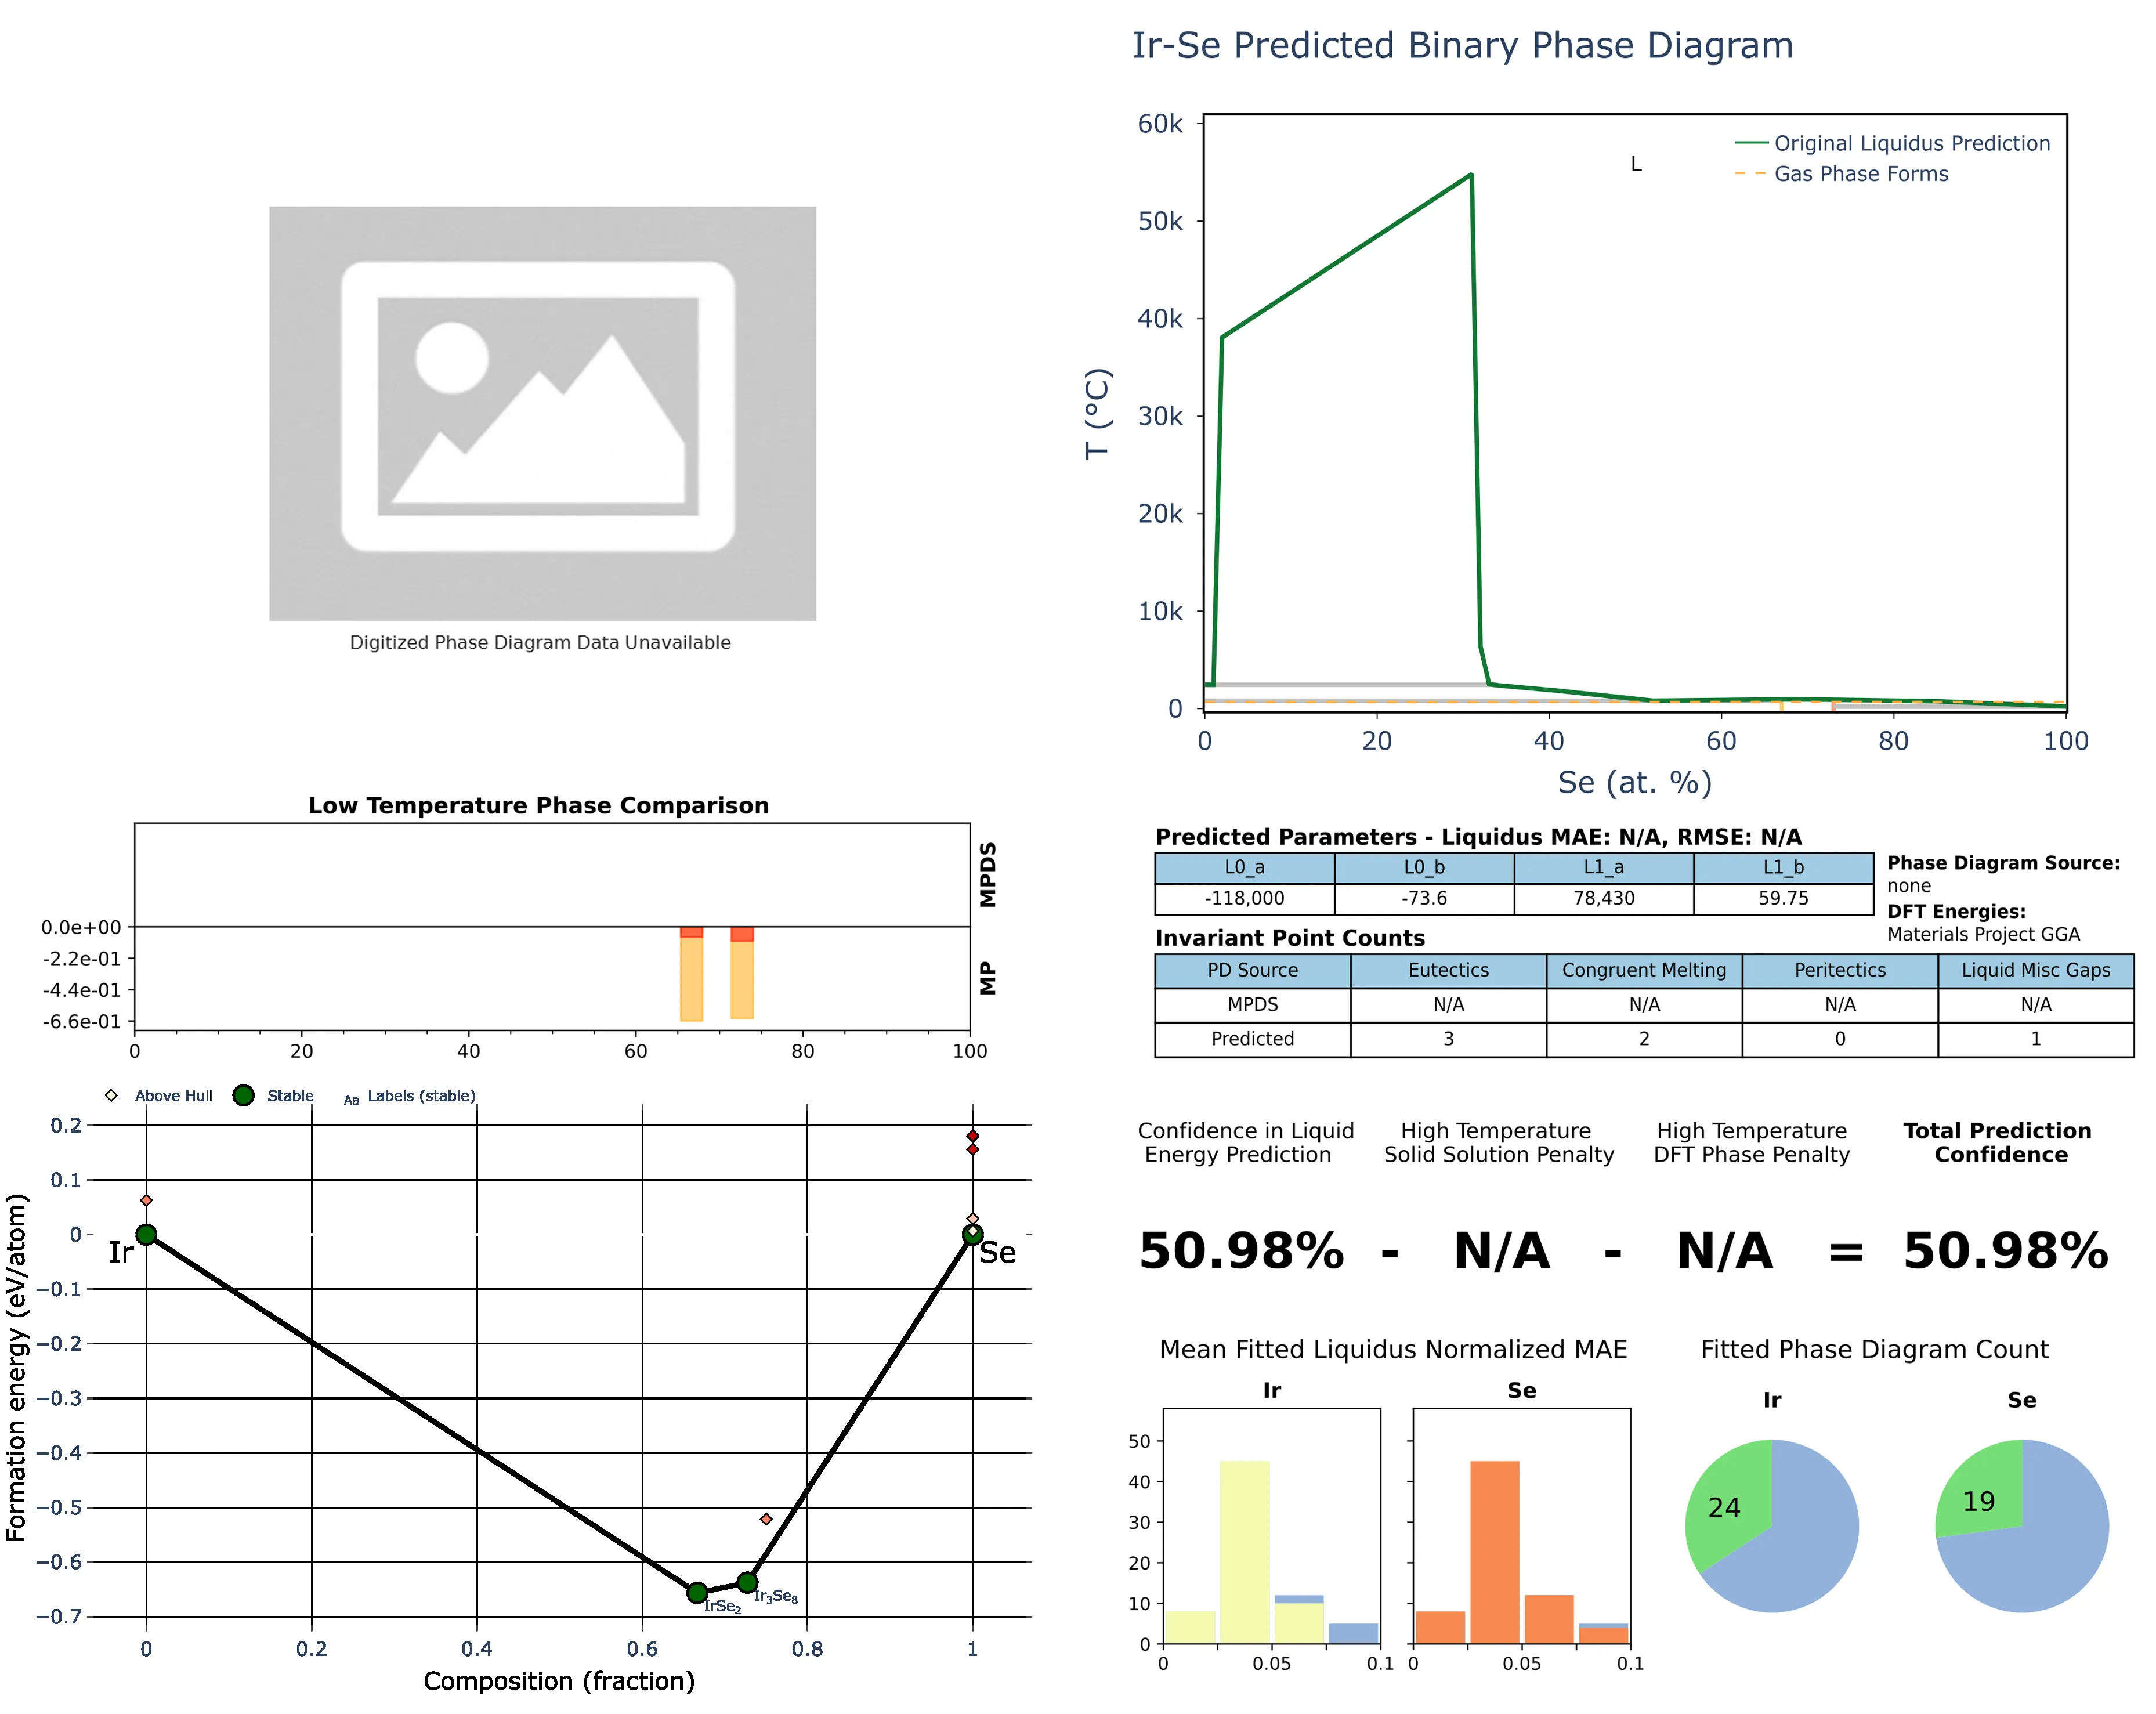 Ir-Se Predicted Binary Phase Diagram
60k
50k
40k
30k
20k
10k
0
T (°C)
L
Original Liquidus Prediction
Gas Phase Forms
0 20 40 60 80 100
Se (at. %)
Digitized Phase Diagram Data Unavailable
Low Temperature Phase Comparison
MPDS
MP
0.0e+00
-2.2e-01
-4.4e-01
-6.6e-01
0 20 40 60 80 100
Predicted Parameters - Liquidus MAE: N/A, RMSE: N/A
L0_a L0_b L1_a L1_b
-118,000 -73.6 78,430 59.75
Phase Diagram Source:
none
DFT Energies:
Materials Project GGA
Invariant Point Counts
PD Source Eutectics Congruent Melting Peritectics Liquid Misc Gaps
MPDS N/A N/A N/A N/A
Predicted 3 2 0 1
Above Hull Stable Aa Labels (stable)
0.2
0.1
0
−0.1
−0.2
−0.3
−0.4
−0.5
−0.6
−0.7
Formation energy (eV/atom)
Ir
Se
IrSe₂
Ir₃Se₈
0 0.2 0.4 0.6 0.8 1
Composition (fraction)
Confidence in Liquid
Energy Prediction
High Temperature
Solid Solution Penalty
High Temperature
DFT Phase Penalty
Total Prediction
Confidence
50.98% - N/A - N/A = 50.98%
Mean Fitted Liquidus Normalized MAE
Ir
Se
50
40
30
20
10
0
0 0.05 0.1
0 0.05 0.1
Fitted Phase Diagram Count
Ir
Se
24
19